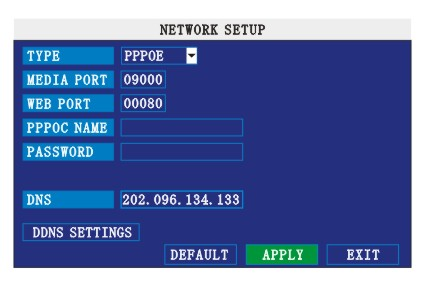 NETWORK SETUP
TYPE PPPOE
MEDIA PORT 09000
WEB PORT 00080
PPPOC NAME
PASSWORD
DNS 202.096.134.133
DDNS SETTINGS
DEFAULT APPLY EXIT